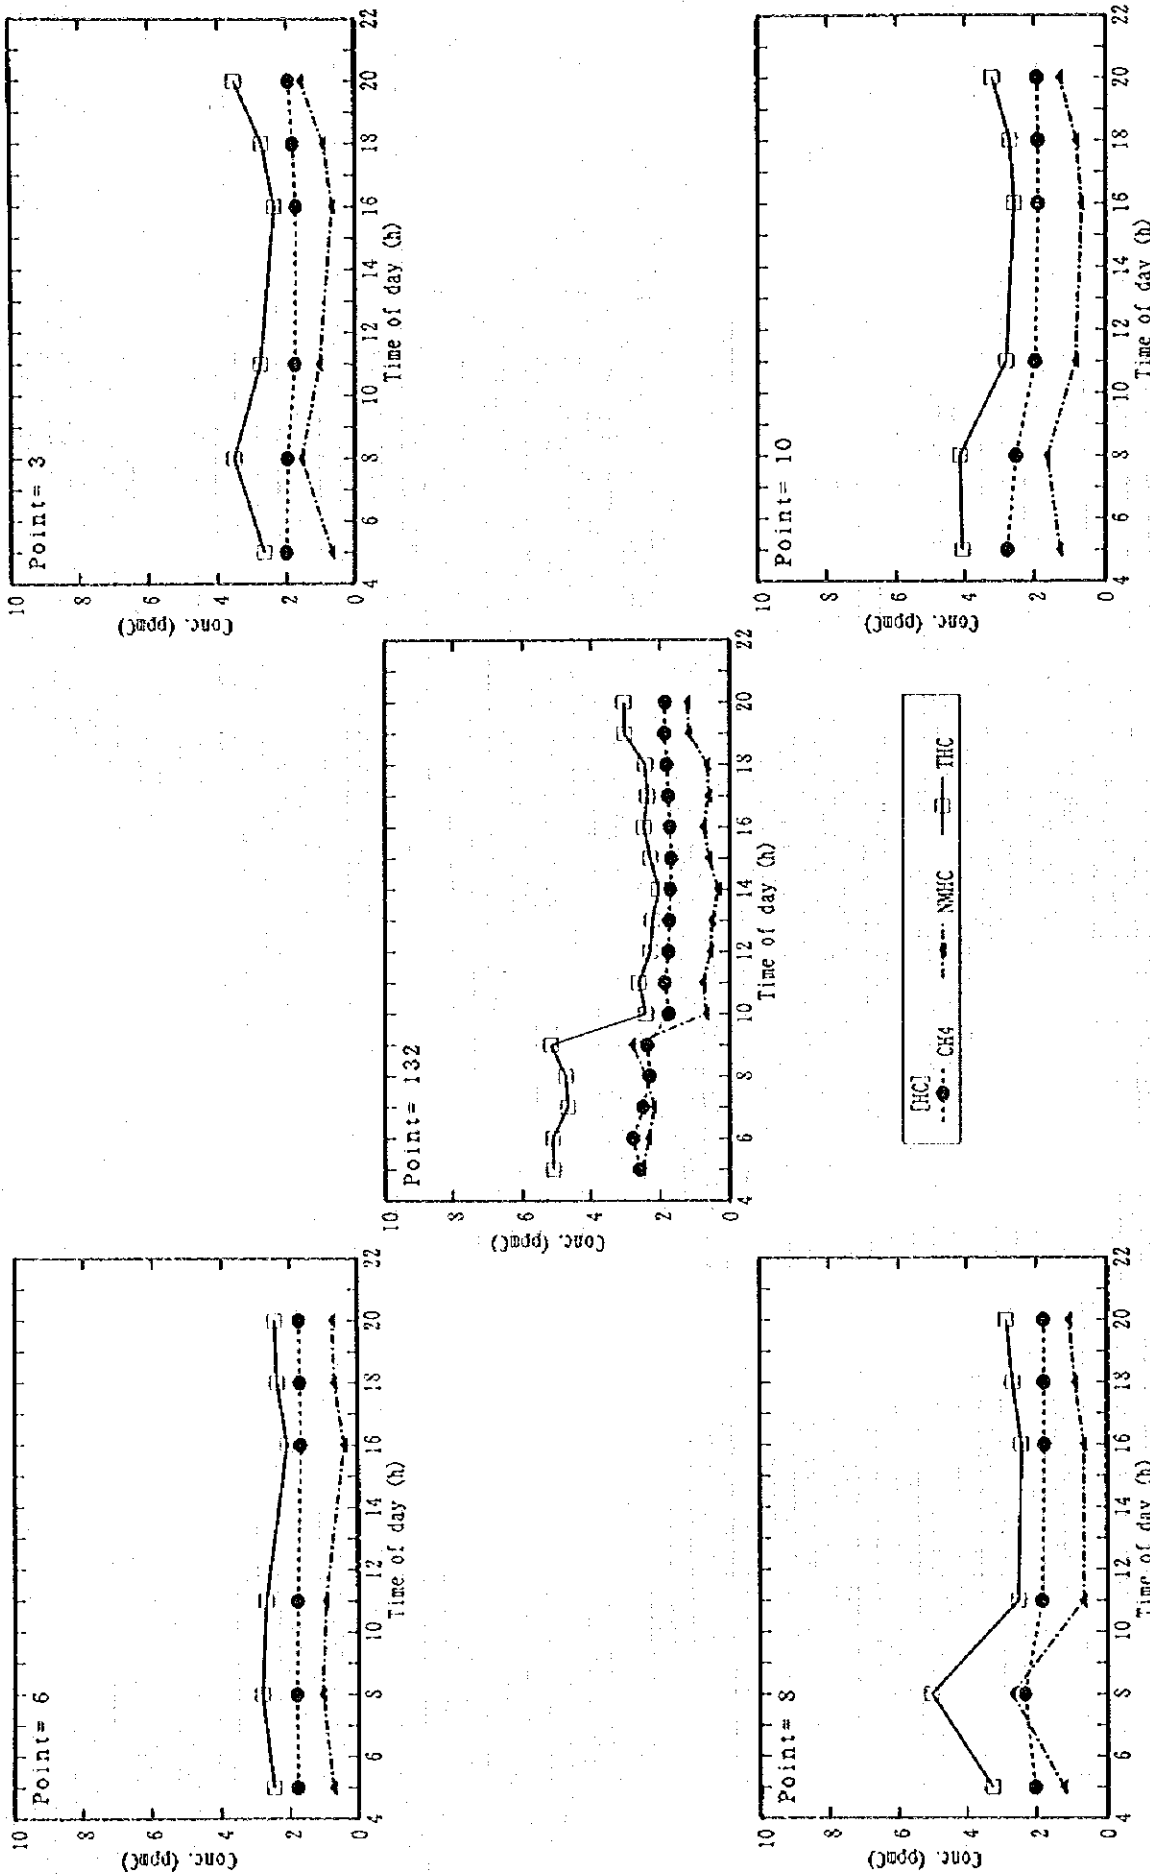 Point= 6
10
8
6
4
2
0
Conc. (ppmC)
4 6 8 10 12 14 16 18 20 22
Time of day (h)
Point= 3
10
8
6
4
2
0
Conc. (ppmC)
4 6 8 10 12 14 16 18 20 22
Time of day (h)
Point= 132
10
8
6
4
2
0
Conc. (ppmC)
4 6 8 10 12 14 16 18 20 22
Time of day (h)
Point= 8
10
8
6
4
2
0
Conc. (ppmC)
4 6 8 10 12 14 16 18 20 22
Time of day (h)
[HC]
CH4 NMHC THC
Point= 10
10
8
6
4
2
0
Conc. (ppmC)
4 6 8 10 12 14 16 18 20 22
Time of day (h)